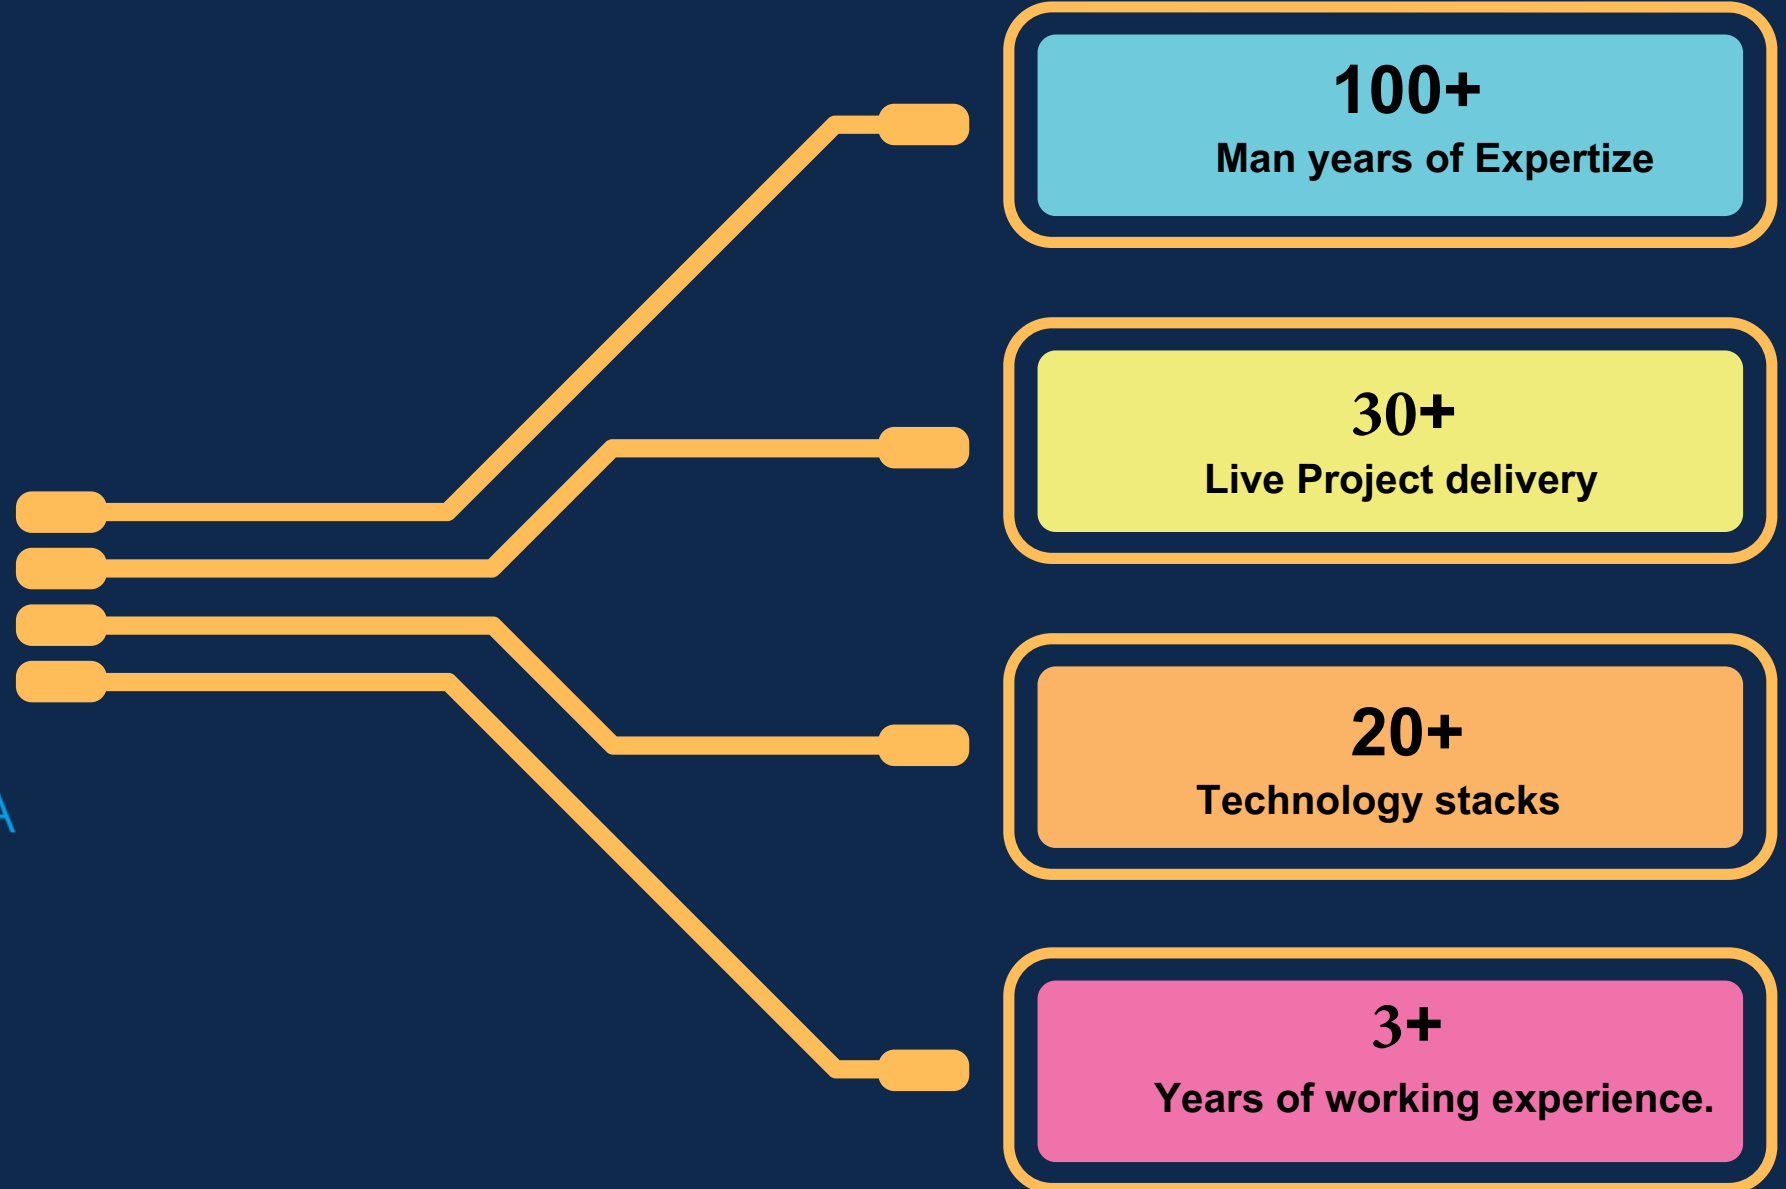 100+
Man years of Expertize
30+
Live Project delivery
20+
Technology stacks
A
3+
Years of working experience.